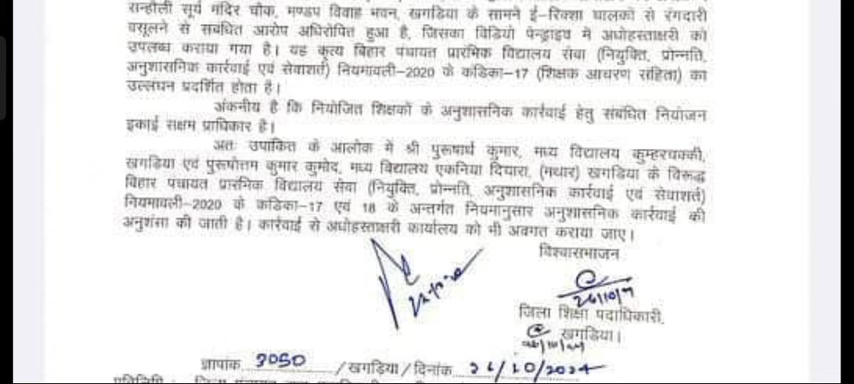 सन्हौली सूर्य मंदिर चौक, मण्डप विवाह भवन, खगडिया के सामने ई-रिक्शा चालको से रंगदारी
वसूलने से सबंधित आरोप अधिरोपित हुआ है, जिसका विडियो पेन्ड्राइव में अधोहस्ताक्षरी को
उपलब्ध कराया गया है। यह कृत्य बिहार पंचायत प्रारंभिक विद्यालय सेवा (नियुक्ति, प्रोन्नति,
अनुशासनिक कार्रवाई एवं सेवाशर्त) नियमावली-2020 के कंडिका-17 (शिक्षक आचरण संहिता) का
उल्लंघन प्रदर्शित होता है।
अंकनीय है कि नियोजित शिक्षकों के अनुशासनिक कार्रवाई हेतु संबंधित नियोजन
इकाई सक्षम प्राधिकार है।
अतः उपांकित के आलोक में श्री पुरूषार्थ कुमार, मध्य विद्यालय कुम्हरचक्की,
खगडिया एवं पुरूषोत्तम कुमार कुमोद, मध्य विद्यालय एकनिया दियारा, (मथार) खगडिया के विरूद्ध
बिहार पंचायत प्रारंभिक विद्यालय सेवा (नियुक्ति, प्रोन्नति, अनुशासनिक कार्रवाई एवं सेवाशर्त)
नियमावली-2020 के कंडिका-17 एवं 18 के अन्तर्गत नियमानुसार अनुशासनिक कार्रवाई की
अनुशंसा की जाती है। कार्रवाई से अधोहस्ताक्षरी कार्यालय को भी अवगत कराया जाए।
विश्वासभाजन
जिला शिक्षा पदाधिकारी,
खगडिया।
ज्ञापांक 3050 /खगडिया/दिनांक 26/10/2024